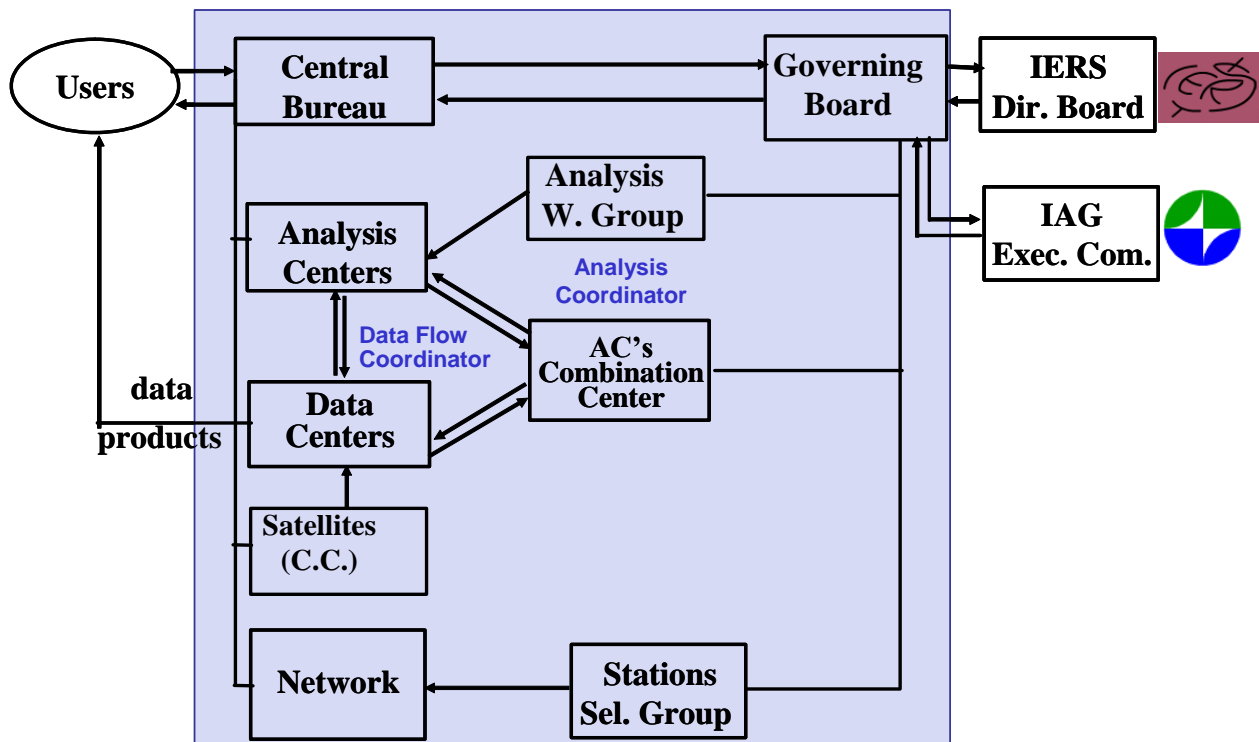 Users
Central
Bureau
Governing
Board
IERS
Dir. Board
Analysis
W. Group
IAG
Exec. Com.
Analysis
Centers
Analysis
Coordinator
Data Flow
Coordinator
AC's
Combination
Center
data
products
Data
Centers
Satellites
(C.C.)
Network
Stations
Sel. Group